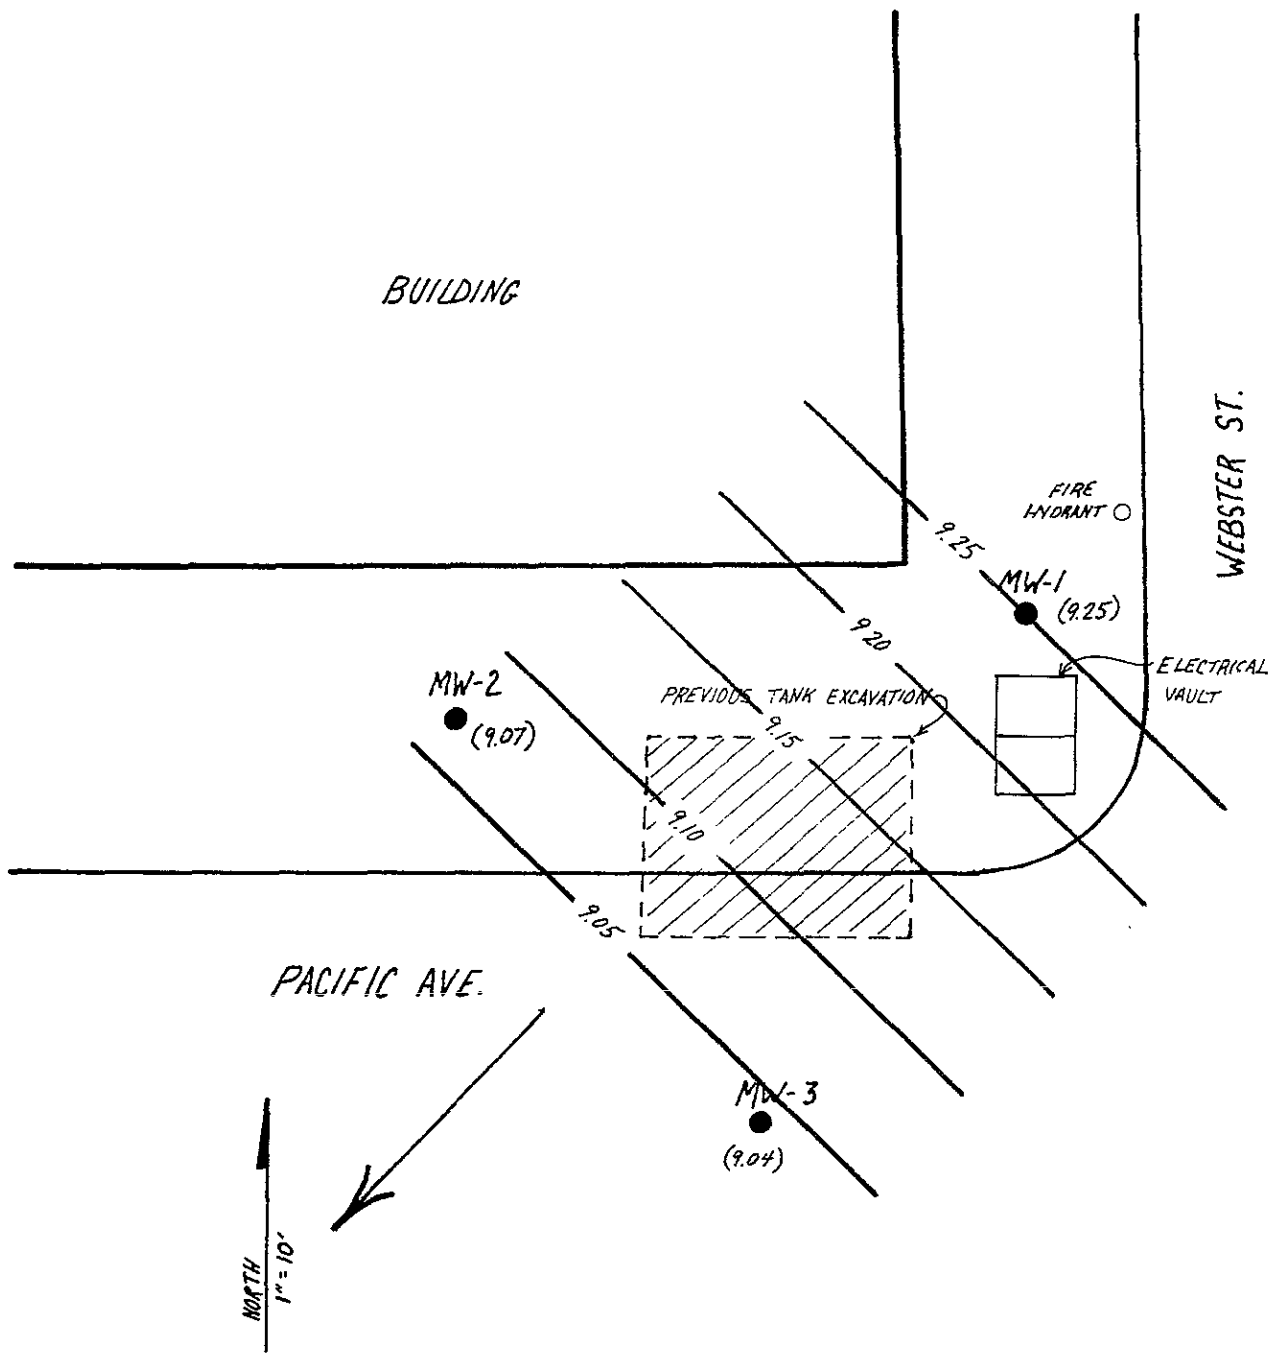 BUILDING
WEBSTER ST.
FIRE
HYDRANT
9.25
MW-1
(9.25)
9.20
ELECTRICAL
VAULT
MW-2
(9.07)
PREVIOUS TANK EXCAVATION
9.15
9.10
9.05
PACIFIC AVE.
MW-3
(9.04)
NORTH
1"=10'